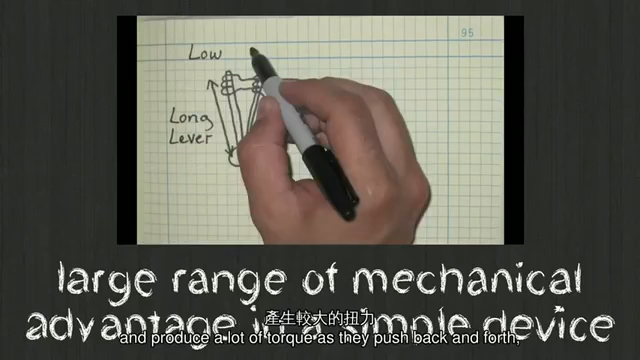 95
Low
Long
Lever
large range of mechanical
advantage in a simple device
產生較大的扭力
and produce a lot of torque as they push back and forth,